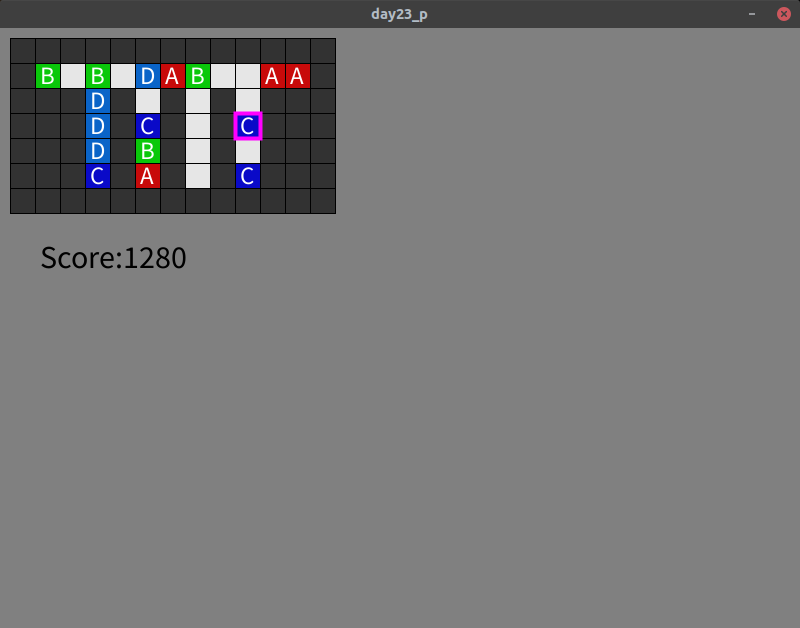 day23_p
B B D A B A A
D
D C C
D B
C A C
Score:1280